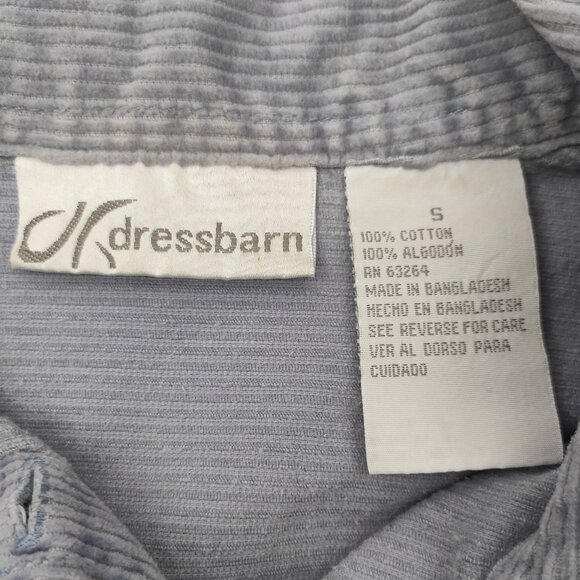 dressbarn
S
100% COTTON
100% ALGODÓN
RN 63264
MADE IN BANGLADESH
HECHO EN BANGLADESH
SEE REVERSE FOR CARE
VER AL DORSO PARA
CUIDADO